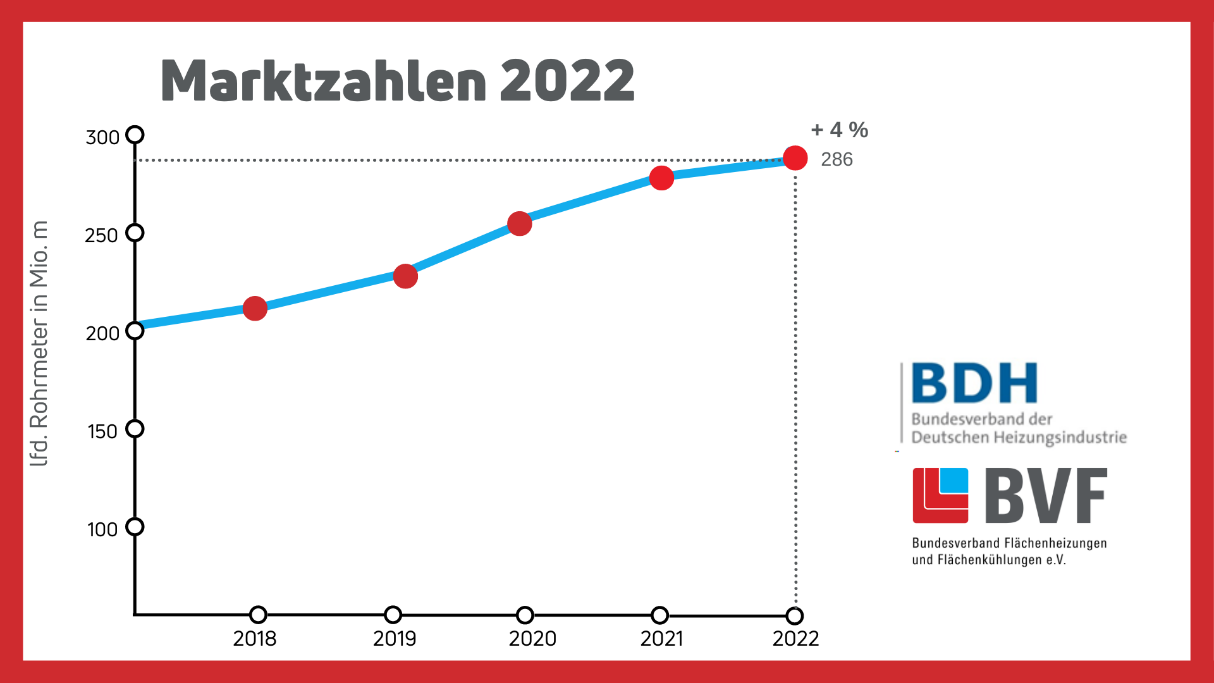 Marktzahlen 2022
+ 4 %
286
300
250
200
150
100
lfd. Rohrmeter in Mio. m
2018
2019
2020
2021
2022
BDH
Bundesverband der
Deutschen Heizungsindustrie
BVF
Bundesverband Flächenheizungen
und Flächenkühlungen e.V.